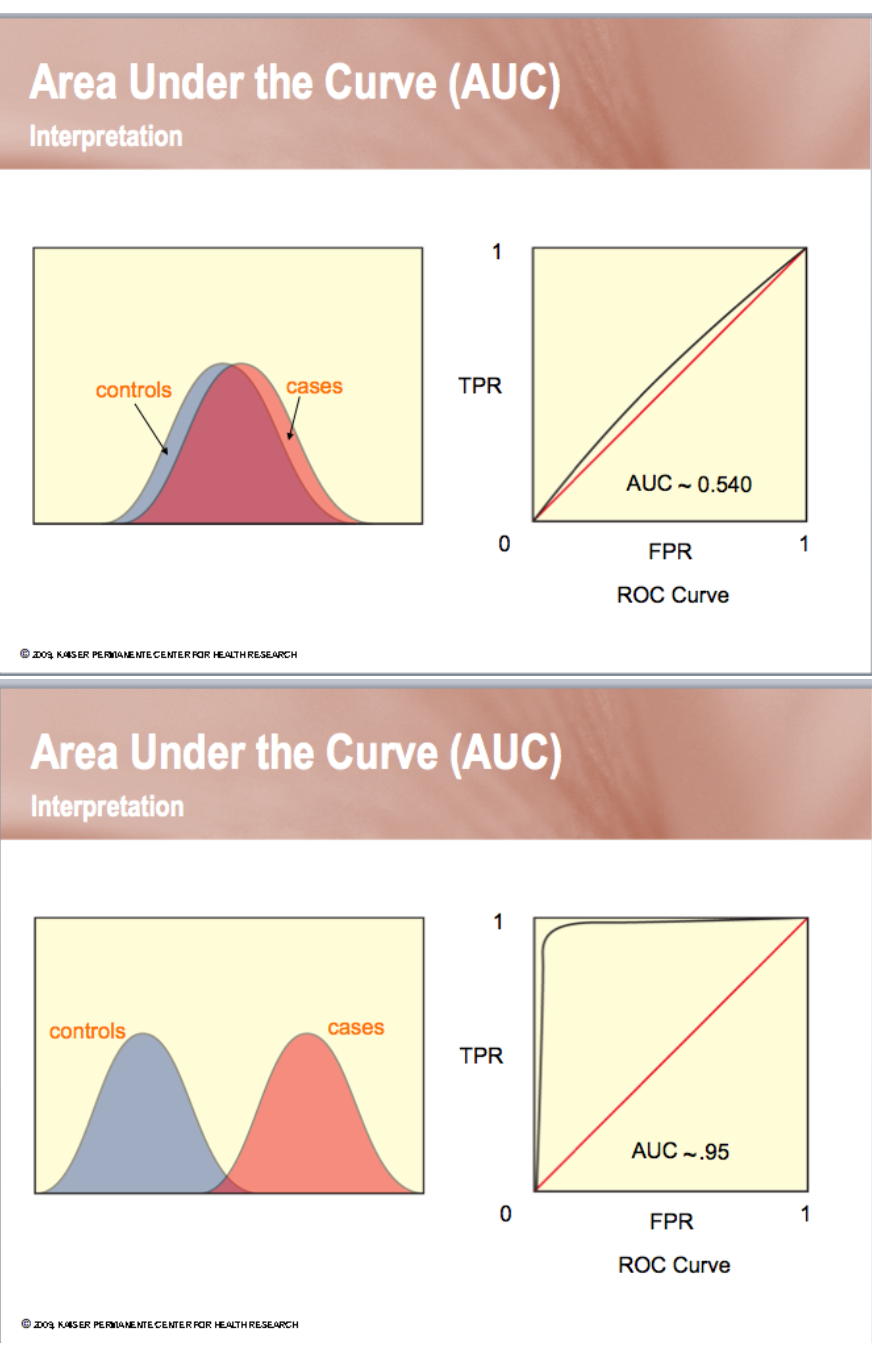 Area Under the Curve (AUC)
Interpretation
controls
cases
1
TPR
AUC ~ 0.540
0
FPR
1
ROC Curve
© 2009, KAISER PERMANENTE CENTER FOR HEALTH RESEARCH
Area Under the Curve (AUC)
Interpretation
controls
cases
1
TPR
AUC ~.95
0
FPR
1
ROC Curve
© 2009, KAISER PERMANENTE CENTER FOR HEALTH RESEARCH